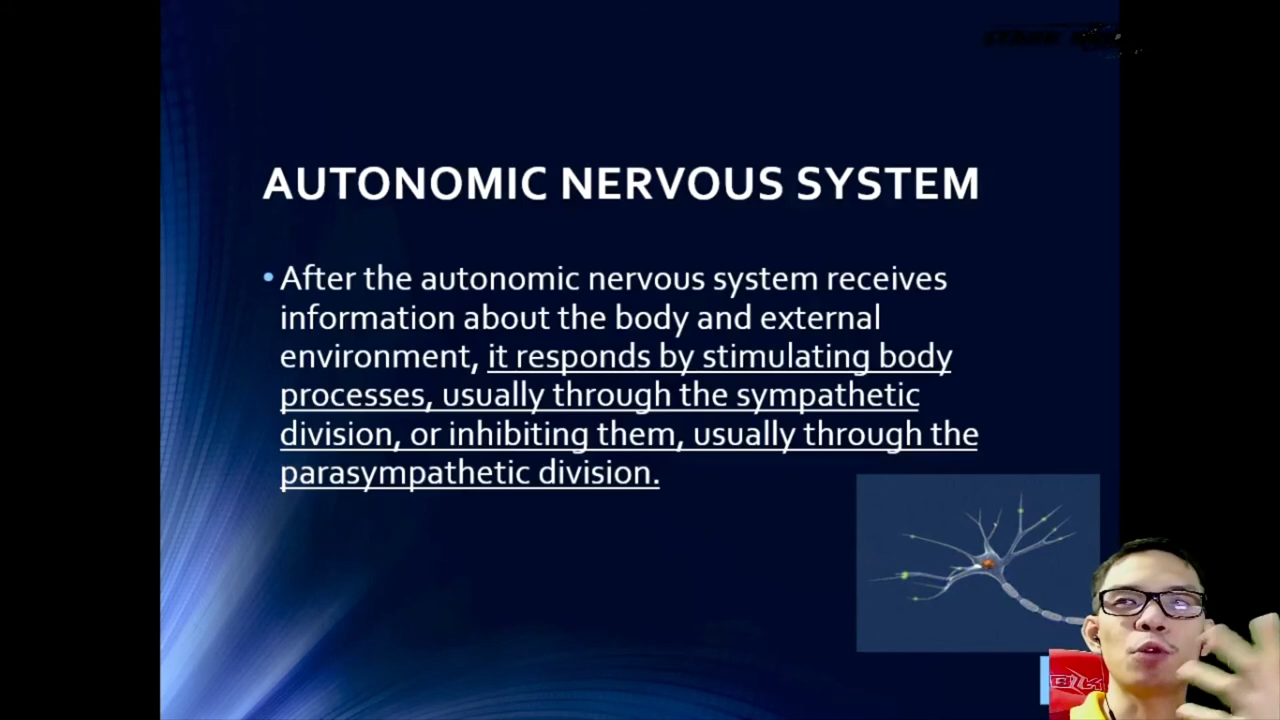 AUTONOMIC NERVOUS SYSTEM
• After the autonomic nervous system receives
information about the body and external
environment, it responds by stimulating body
processes, usually through the sympathetic
division, or inhibiting them, usually through the
parasympathetic division.